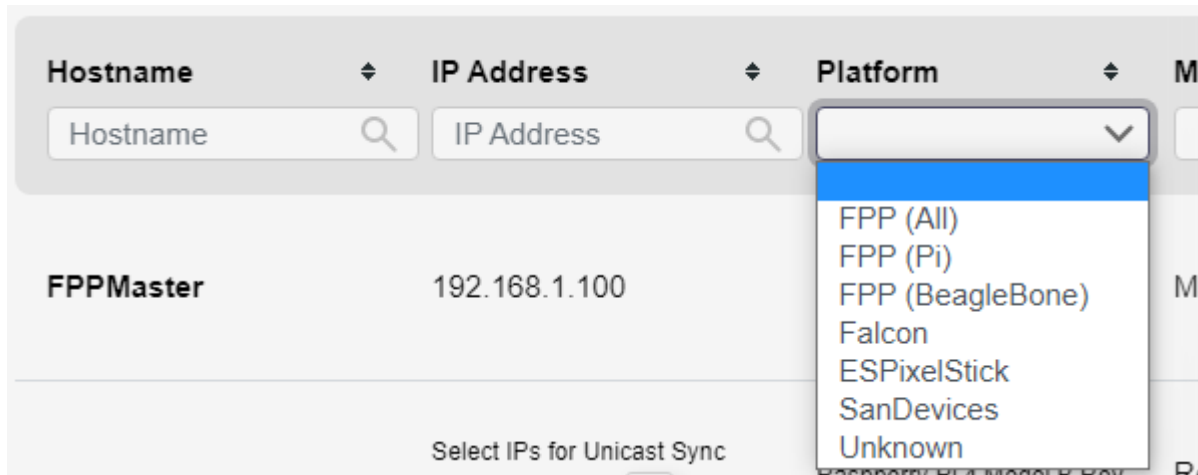 Hostname IP Address Platform M
Hostname IP Address
FPP (All)
FPP (Pi)
FPPMaster 192.168.1.100 FPP (BeagleBone) M
Falcon
ESPixelStick
SanDevices
Select IPs for Unicast Sync Unknown